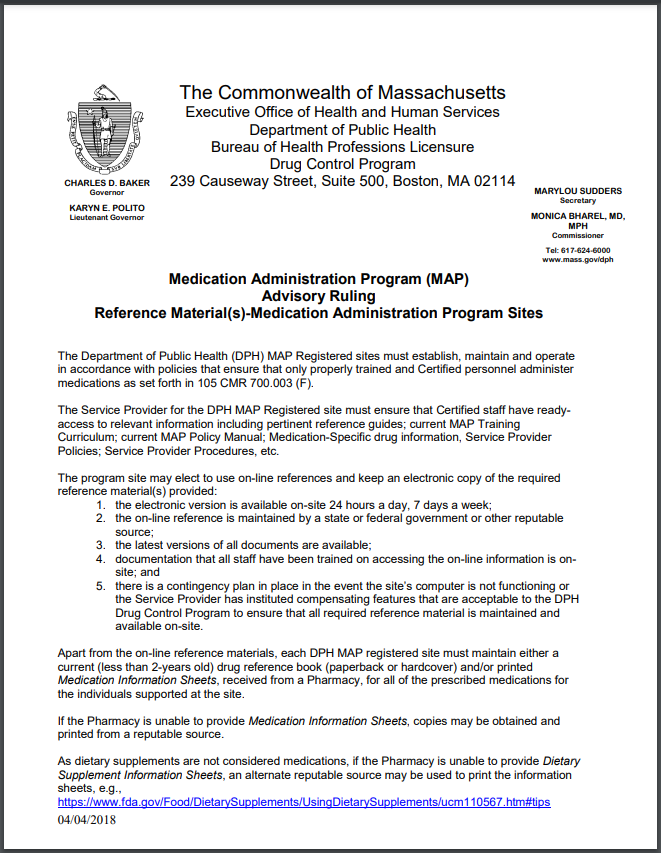 The Commonwealth of Massachusetts
Executive Office of Health and Human Services
Department of Public Health
Bureau of Health Professions Licensure
Drug Control Program
239 Causeway Street, Suite 500, Boston, MA 02114
CHARLES D. BAKER
Governor
KARYN E. POLITO
Lieutenant Governor
MARYLOU SUDDERS
Secretary
MONICA BHAREL, MD,
MPH
Commissioner
Tel: 617-624-6000
www.mass.gov/dph
Medication Administration Program (MAP)
Advisory Ruling
Reference Material(s)-Medication Administration Program Sites
The Department of Public Health (DPH) MAP Registered sites must establish, maintain and operate
in accordance with policies that ensure that only properly trained and Certified personnel administer
medications as set forth in 105 CMR 700.003 (F).
The Service Provider for the DPH MAP Registered site must ensure that Certified staff have ready-
access to relevant information including pertinent reference guides; current MAP Training
Curriculum; current MAP Policy Manual; Medication-Specific drug information, Service Provider
Policies; Service Provider Procedures, etc.
The program site may elect to use on-line references and keep an electronic copy of the required
reference material(s) provided:
1. the electronic version is available on-site 24 hours a day, 7 days a week;
2. the on-line reference is maintained by a state or federal government or other reputable
source;
3. the latest versions of all documents are available;
4. documentation that all staff have been trained on accessing the on-line information is on-
site; and
5. there is a contingency plan in place in the event the site's computer is not functioning or
the Service Provider has instituted compensating features that are acceptable to the DPH
Drug Control Program to ensure that all required reference material is maintained and
available on-site.
Apart from the on-line reference materials, each DPH MAP registered site must maintain either a
current (less than 2-years old) drug reference book (paperback or hardcover) and/or printed
Medication Information Sheets, received from a Pharmacy, for all of the prescribed medications for
the individuals supported at the site.
If the Pharmacy is unable to provide Medication Information Sheets, copies may be obtained and
printed from a reputable source.
As dietary supplements are not considered medications, if the Pharmacy is unable to provide Dietary
Supplement Information Sheets, an alternate reputable source may be used to print the information
sheets, e.g.,
https://www.fda.gov/Food/DietarySupplements/UsingDietarySupplements/ucm110567.htm#tips
04/04/2018